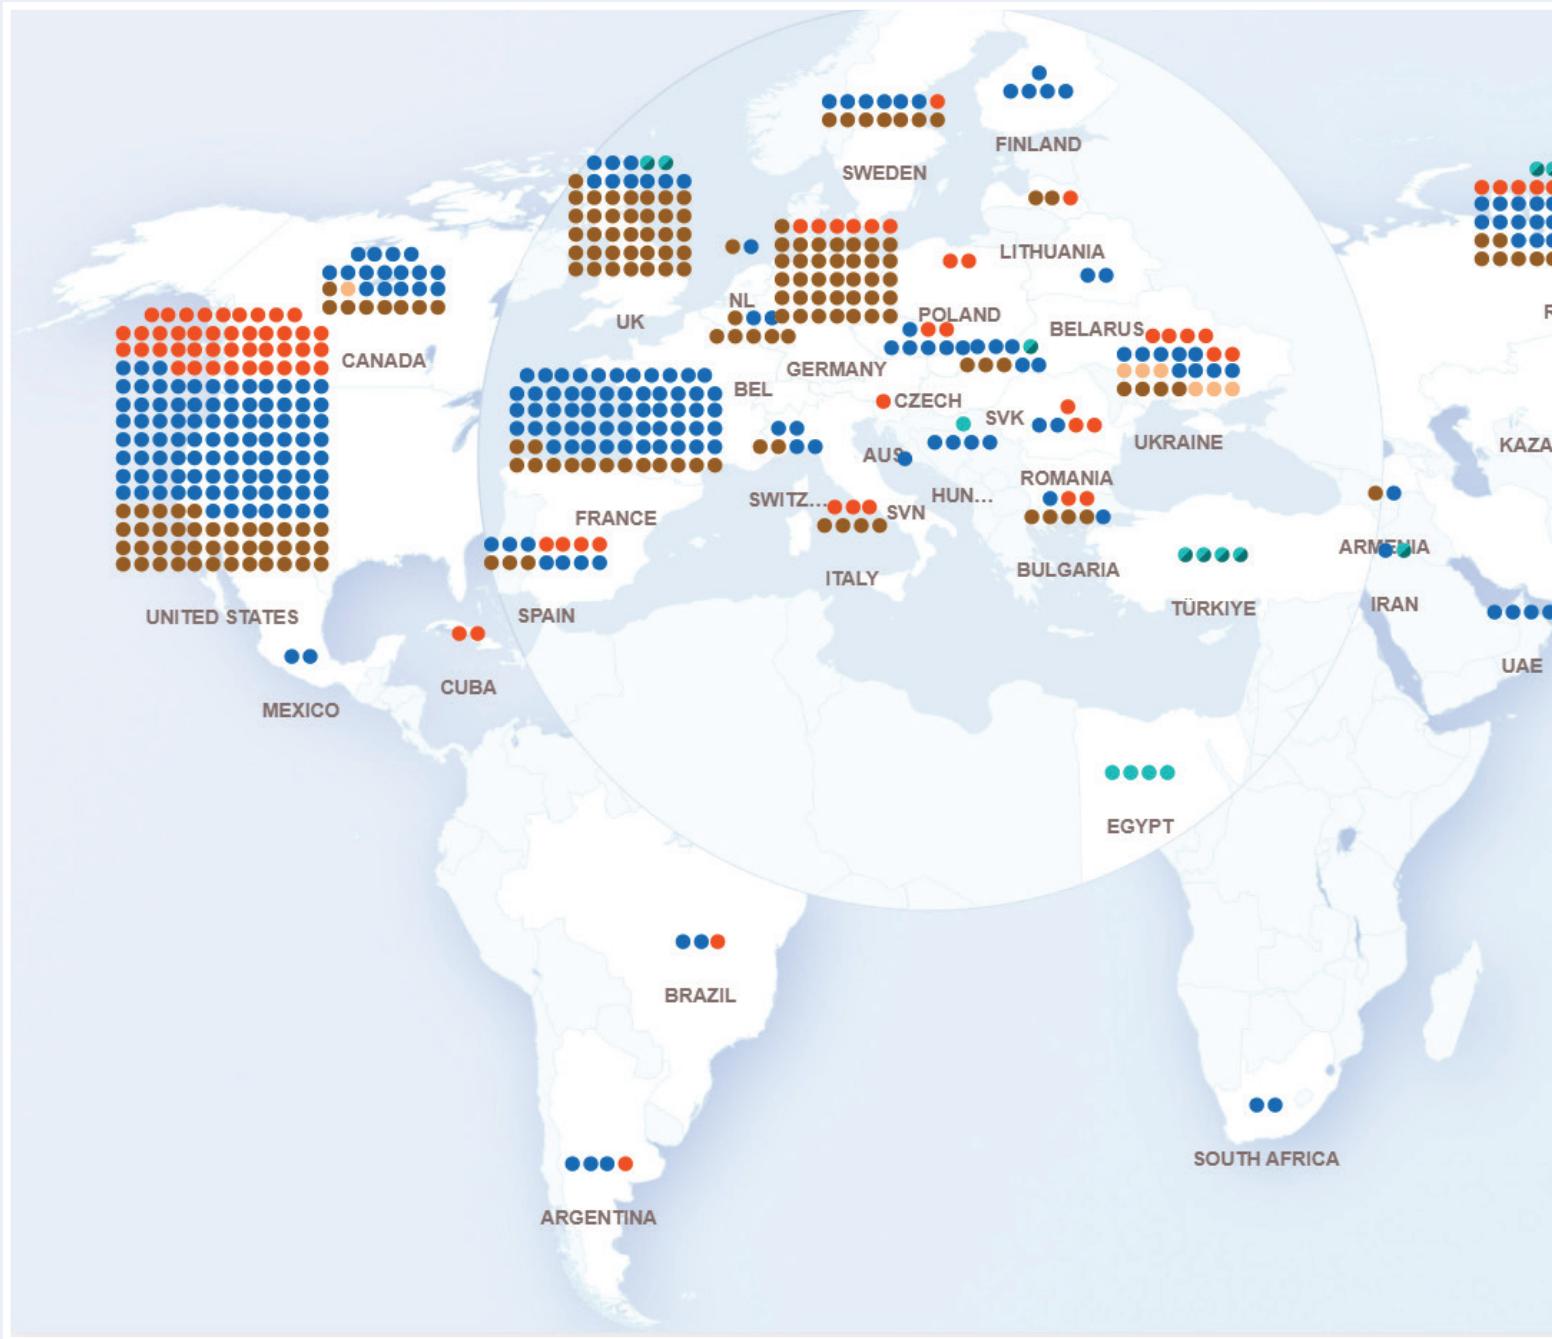 FINLAND
SWEDEN
LITHUANIA
NL
UK
POLAND
BELARUS
CANADA
GERMANY
BEL
CZECH
SVK
UKRAINE
KAZA
AUS
ROMANIA
SWITZ...
HUN...
SVN
FRANCE
ARMENIA
ITALY
BULGARIA
TÜRKIYE
IRAN
UNITED STATES
SPAIN
UAE
CUBA
MEXICO
EGYPT
BRAZIL
SOUTH AFRICA
ARGENTINA
R